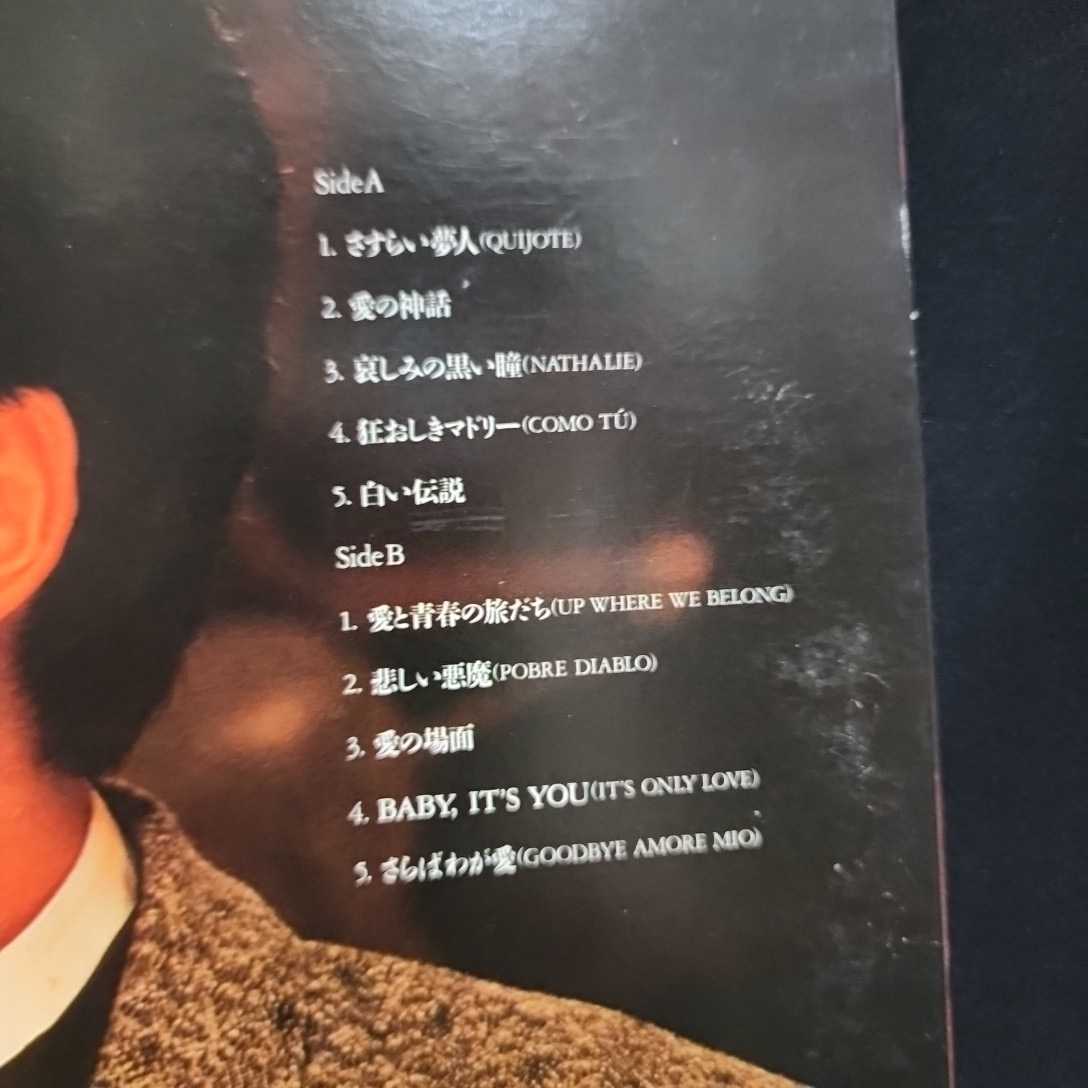 Side A
1. さすらい夢人(QUIJOTE)
2. 愛の神話
3. 哀しみの黒い瞳(NATHALIE)
4. 狂おしきマドリー(COMO TÚ)
5. 白い伝説
Side B
1. 愛と青春の旅だち(UP WHERE WE BELONG)
2. 悲しい悪魔(POBRE DIABLO)
3. 愛の場面
4. BABY, IT'S YOU(IT'S ONLY LOVE)
5. さらばわが愛(GOODBYE AMORE MIO)